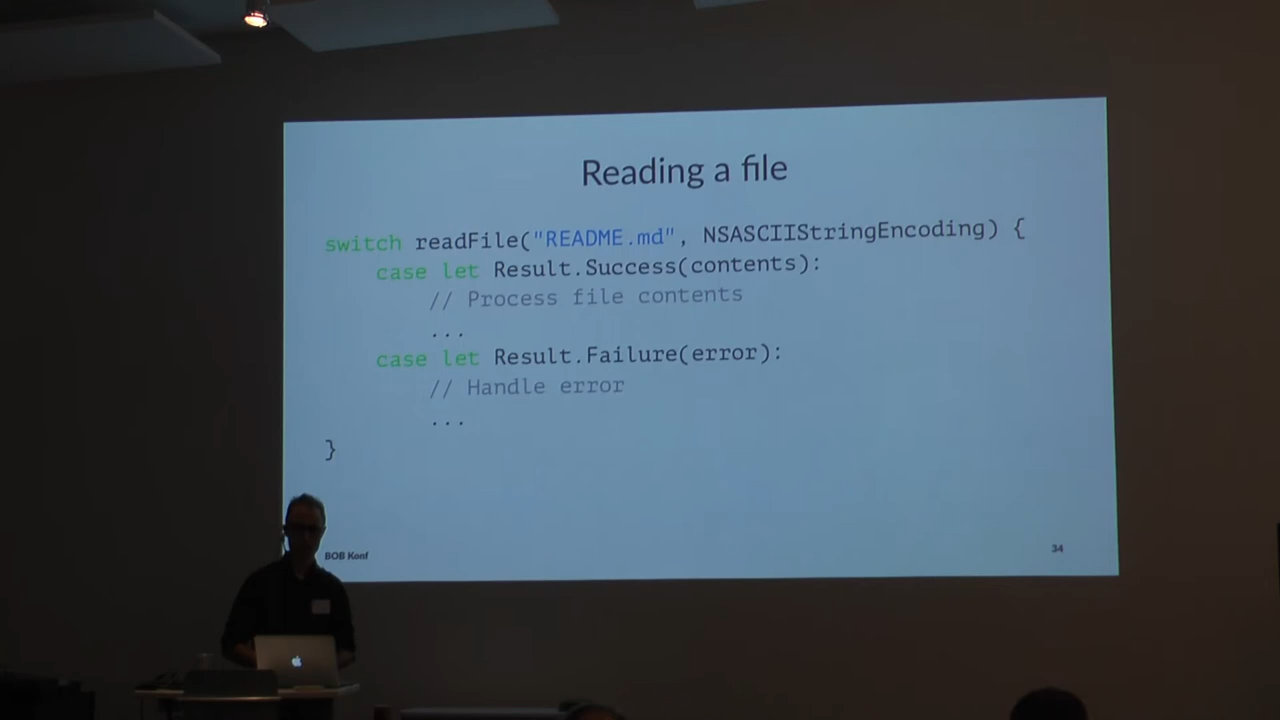 Reading a file
switch readFile("README.md", NSASCIIStringEncoding) {
case let Result.Success(contents):
// Process file contents
...
case let Result.Failure(error):
// Handle error
...
}
BOB Konf
34